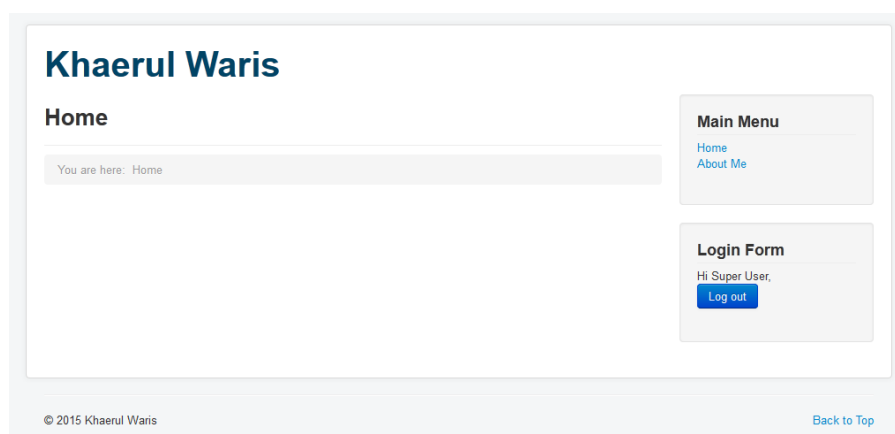 Khaerul Waris
Home
You are here: Home
Main Menu
Home
About Me
Login Form
Hi Super User,
Log out
© 2015 Khaerul Waris
Back to Top